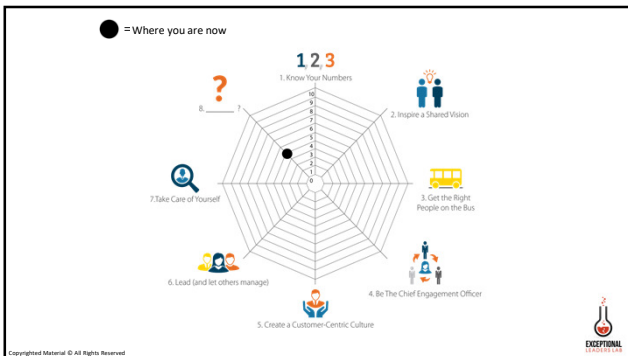 = Where you are now
1, 2, 3
1. Know Your Numbers
?
8. ______ ?
2. Inspire a Shared Vision
10
9
8
7
6
5
4
3
2
1
0
7.Take Care of Yourself
3. Get the Right
People on the Bus
6. Lead (and let others manage)
4. Be The Chief Engagement Officer
5. Create a Customer-Centric Culture
EXCEPTIONAL
LEADERS LAB
Copyrighted Material © All Rights Reserved